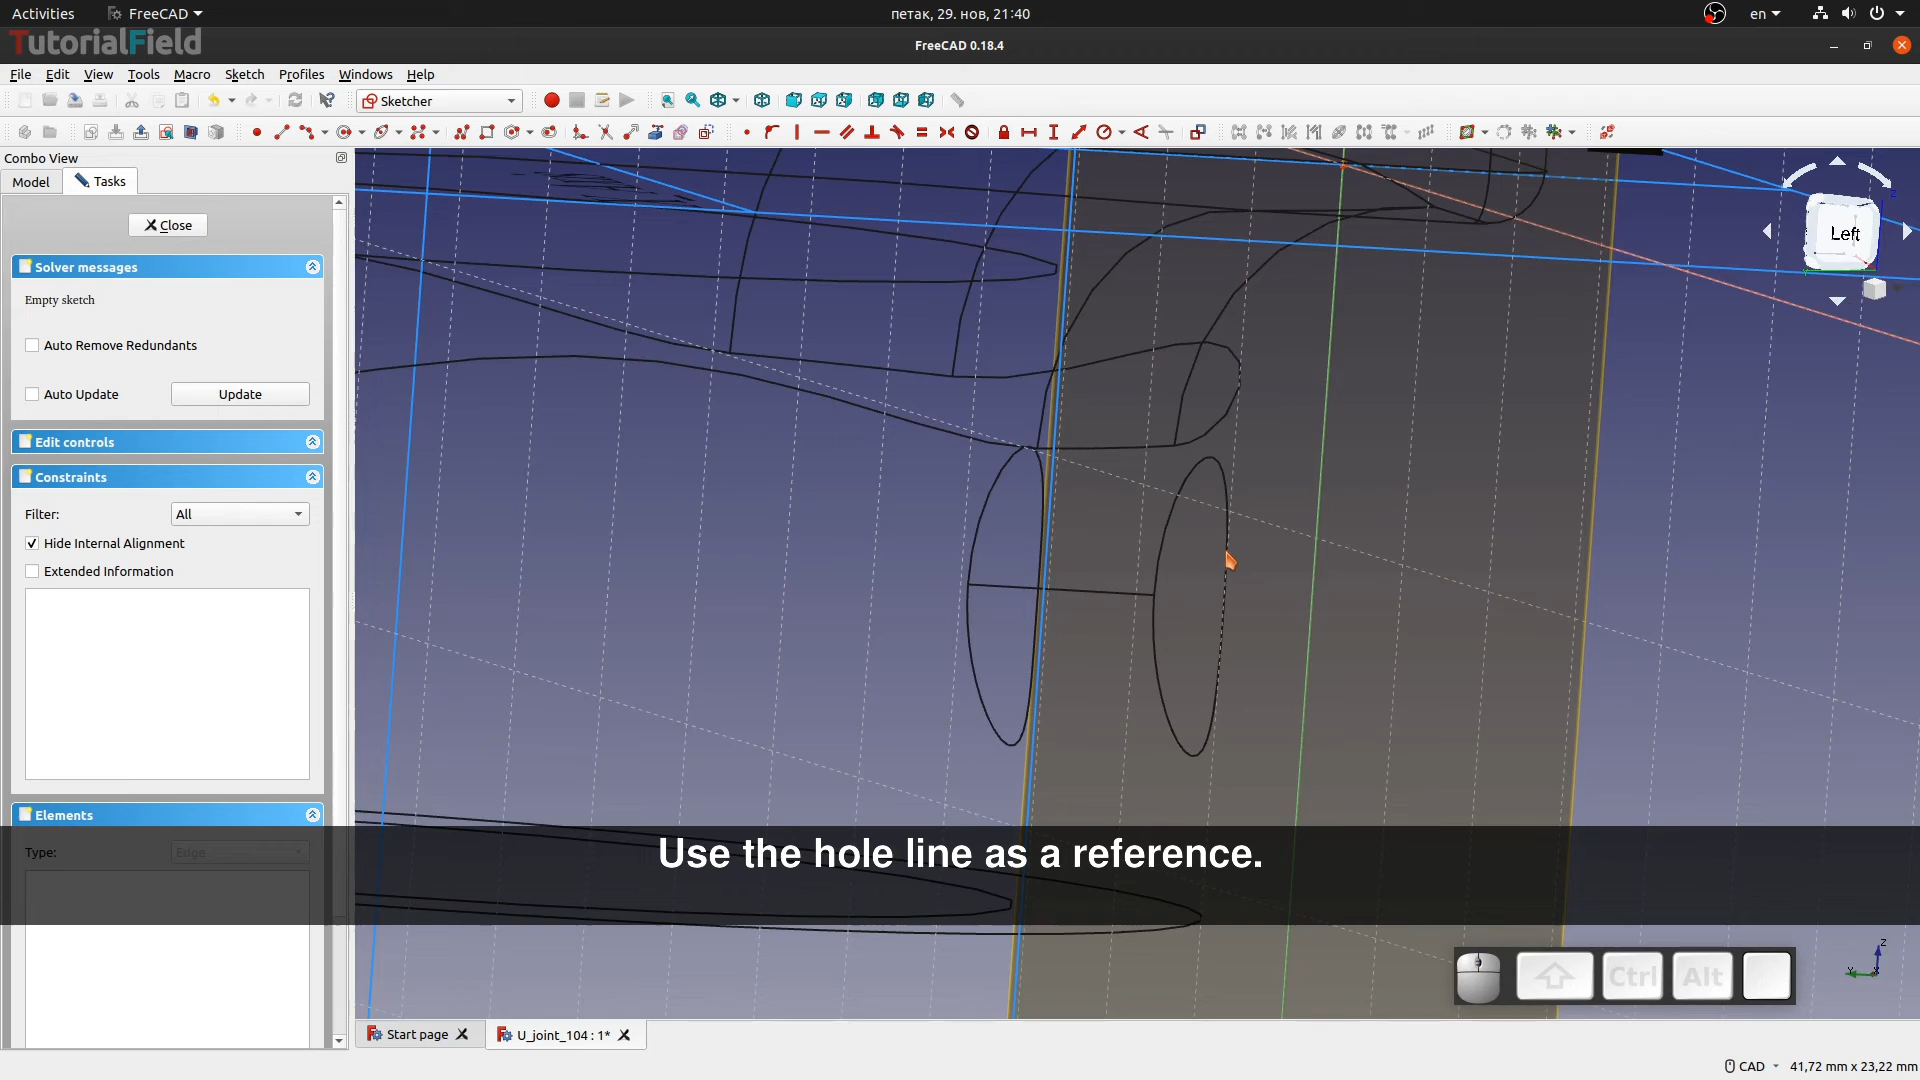 Activities
FreeCAD
петак, 29. нов, 21:40
en
TutorialField
FreeCAD 0.18.4
File Edit View Tools Macro Sketch Profiles Windows Help
Sketcher
Combo View
Model
Tasks
Close
Solver messages
Empty sketch
Auto Remove Redundants
Auto Update
Update
Edit controls
Constraints
Filter:
All
Hide Internal Alignment
Extended Information
Elements
Type:
Edge
Left
Use the hole line as a reference.
Ctrl
Alt
Z
Y
X
Start page
U_joint_104 : 1*
CAD
41,72 mm x 23,22 mm